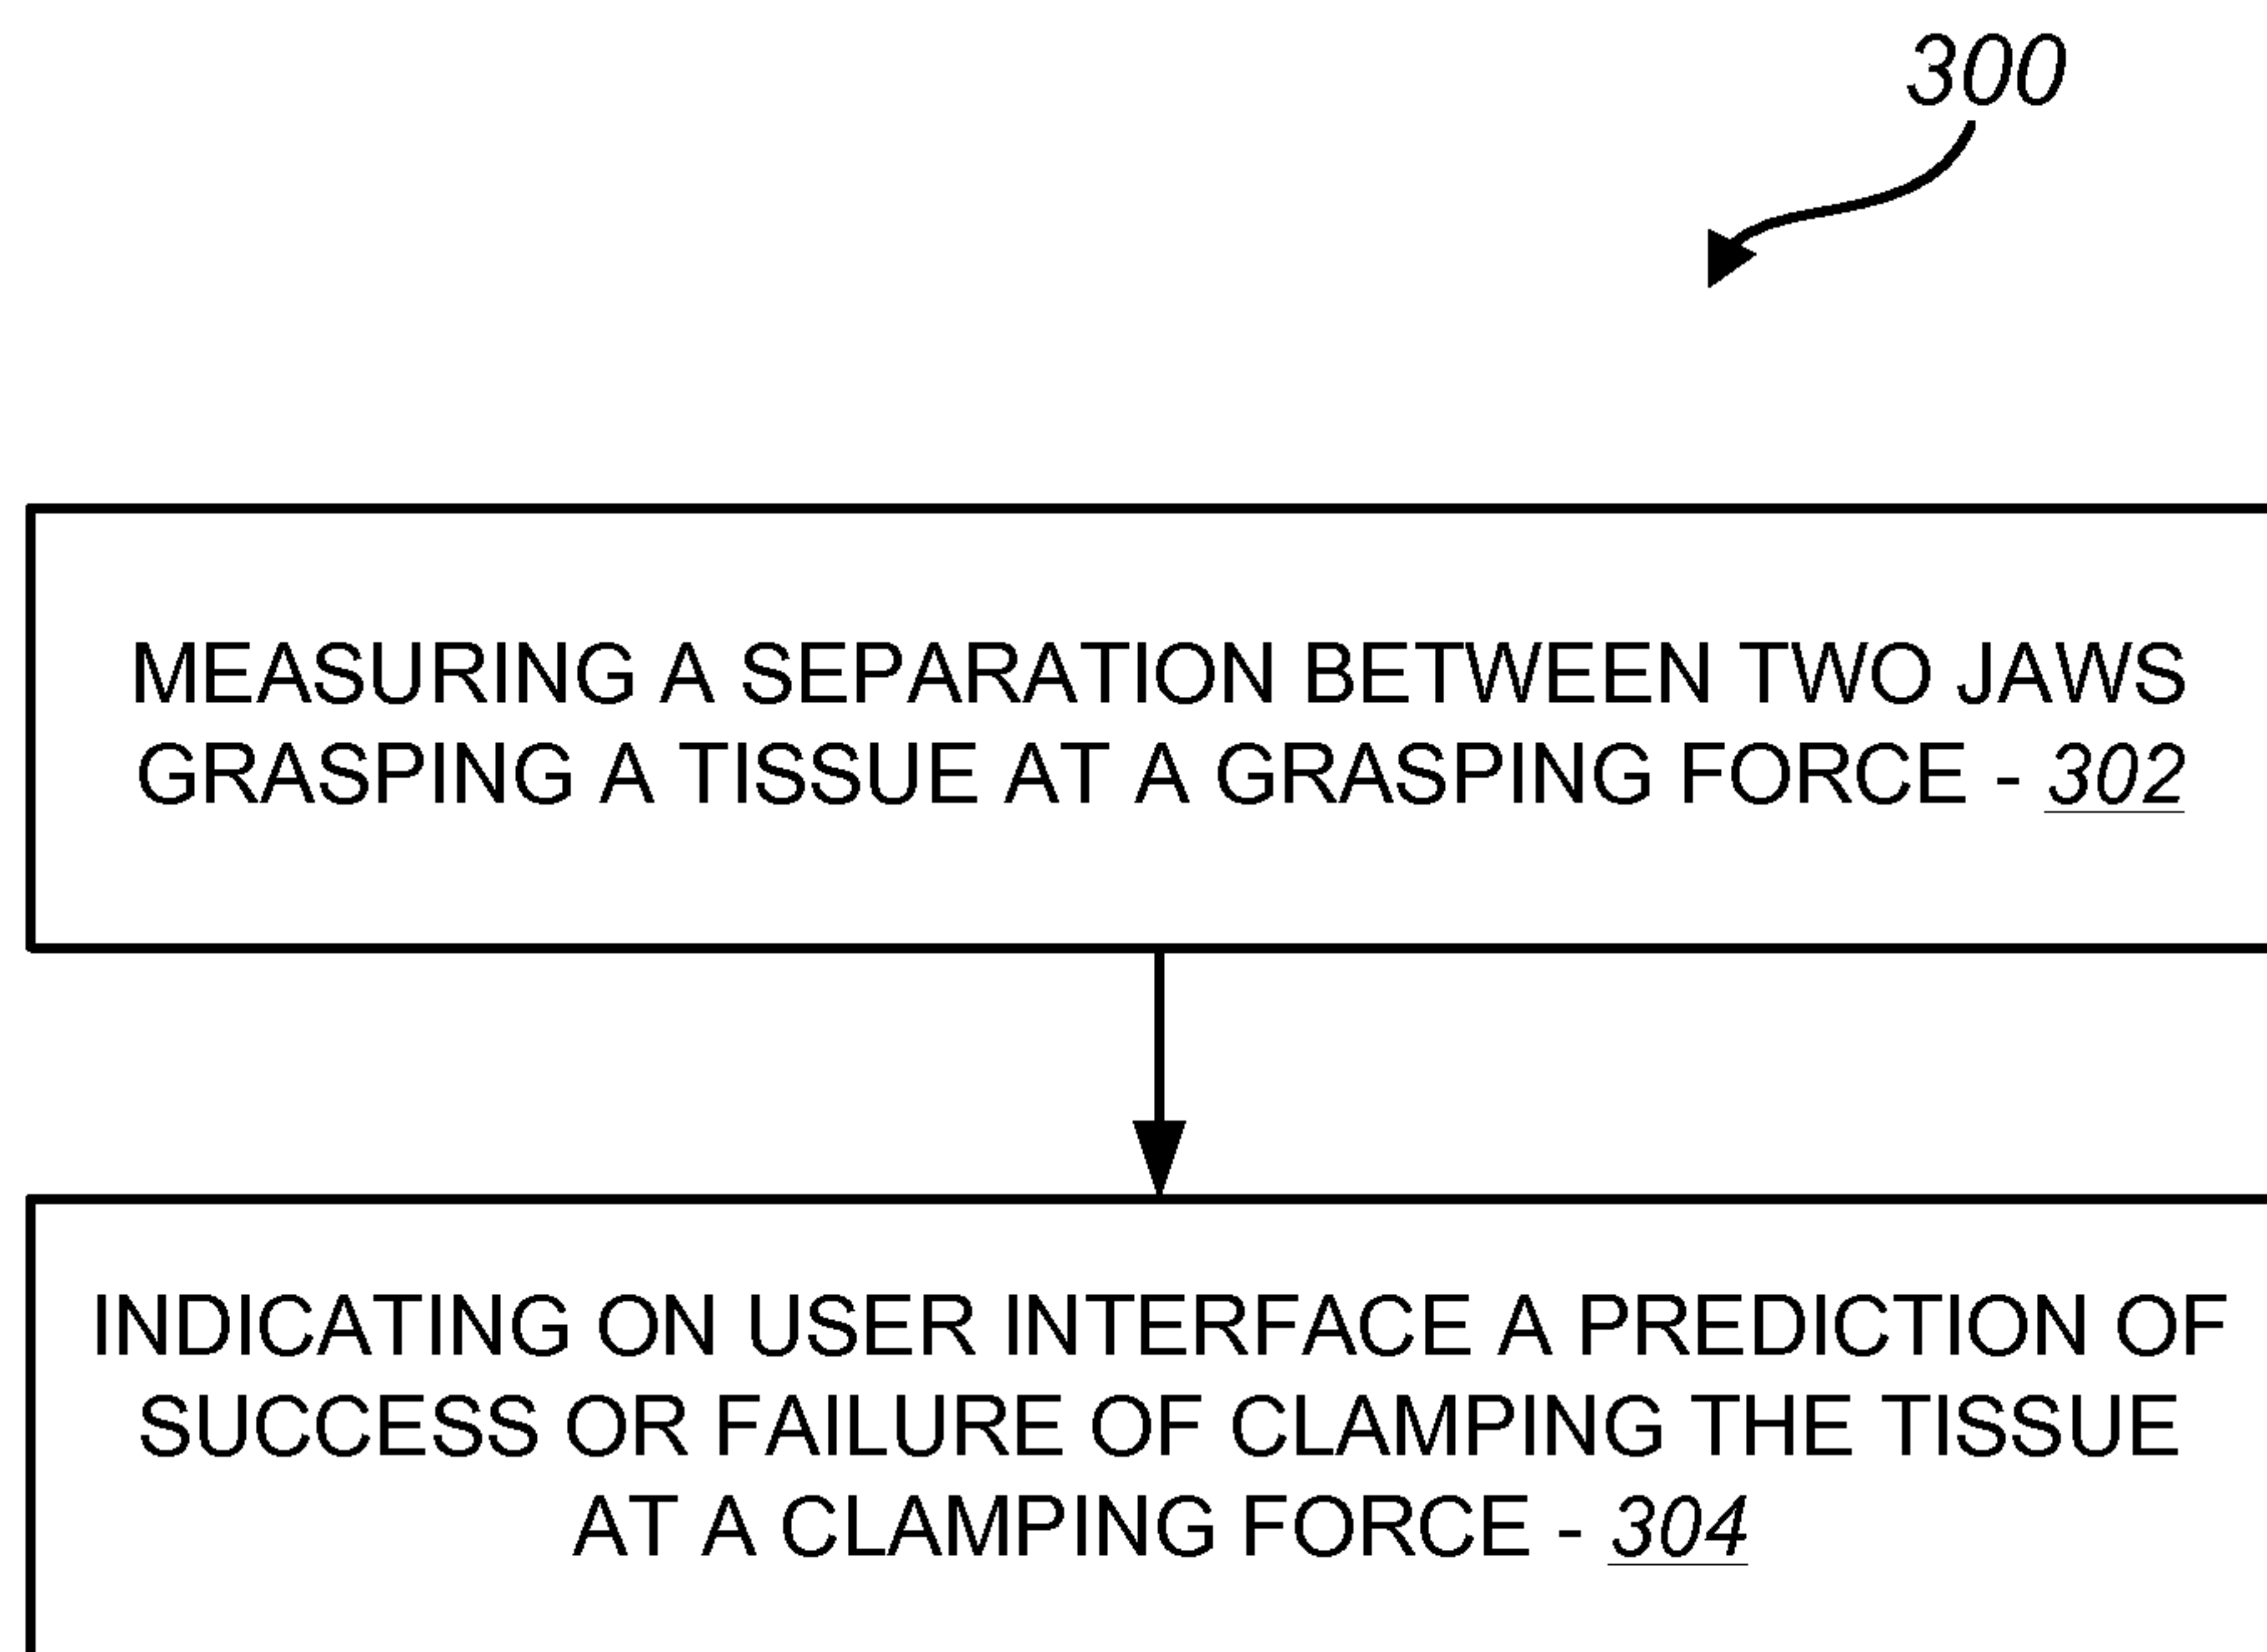 300
MEASURING A SEPARATION BETWEEN TWO JAWS
GRASPING A TISSUE AT A GRASPING FORCE - 302
INDICATING ON USER INTERFACE A PREDICTION OF
SUCCESS OR FAILURE OF CLAMPING THE TISSUE
AT A CLAMPING FORCE - 304